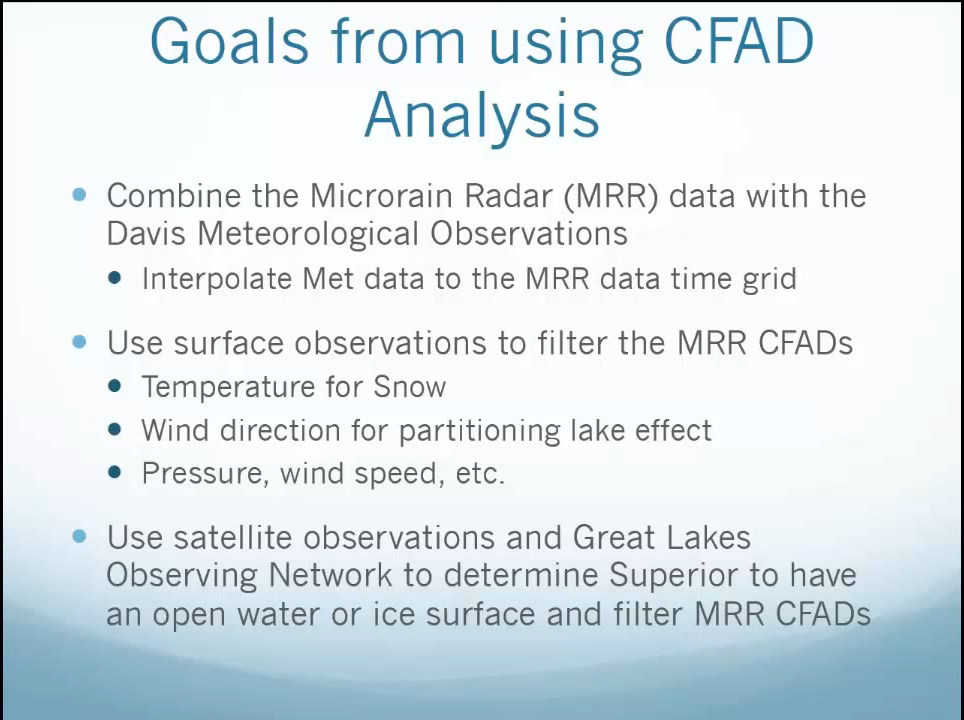 Goals from using CFAD
Analysis
Combine the Microrain Radar (MRR) data with the
Davis Meteorological Observations
Interpolate Met data to the MRR data time grid
Use surface observations to filter the MRR CFADs
Temperature for Snow
Wind direction for partitioning lake effect
Pressure, wind speed, etc.
Use satellite observations and Great Lakes
Observing Network to determine Superior to have
an open water or ice surface and filter MRR CFADs